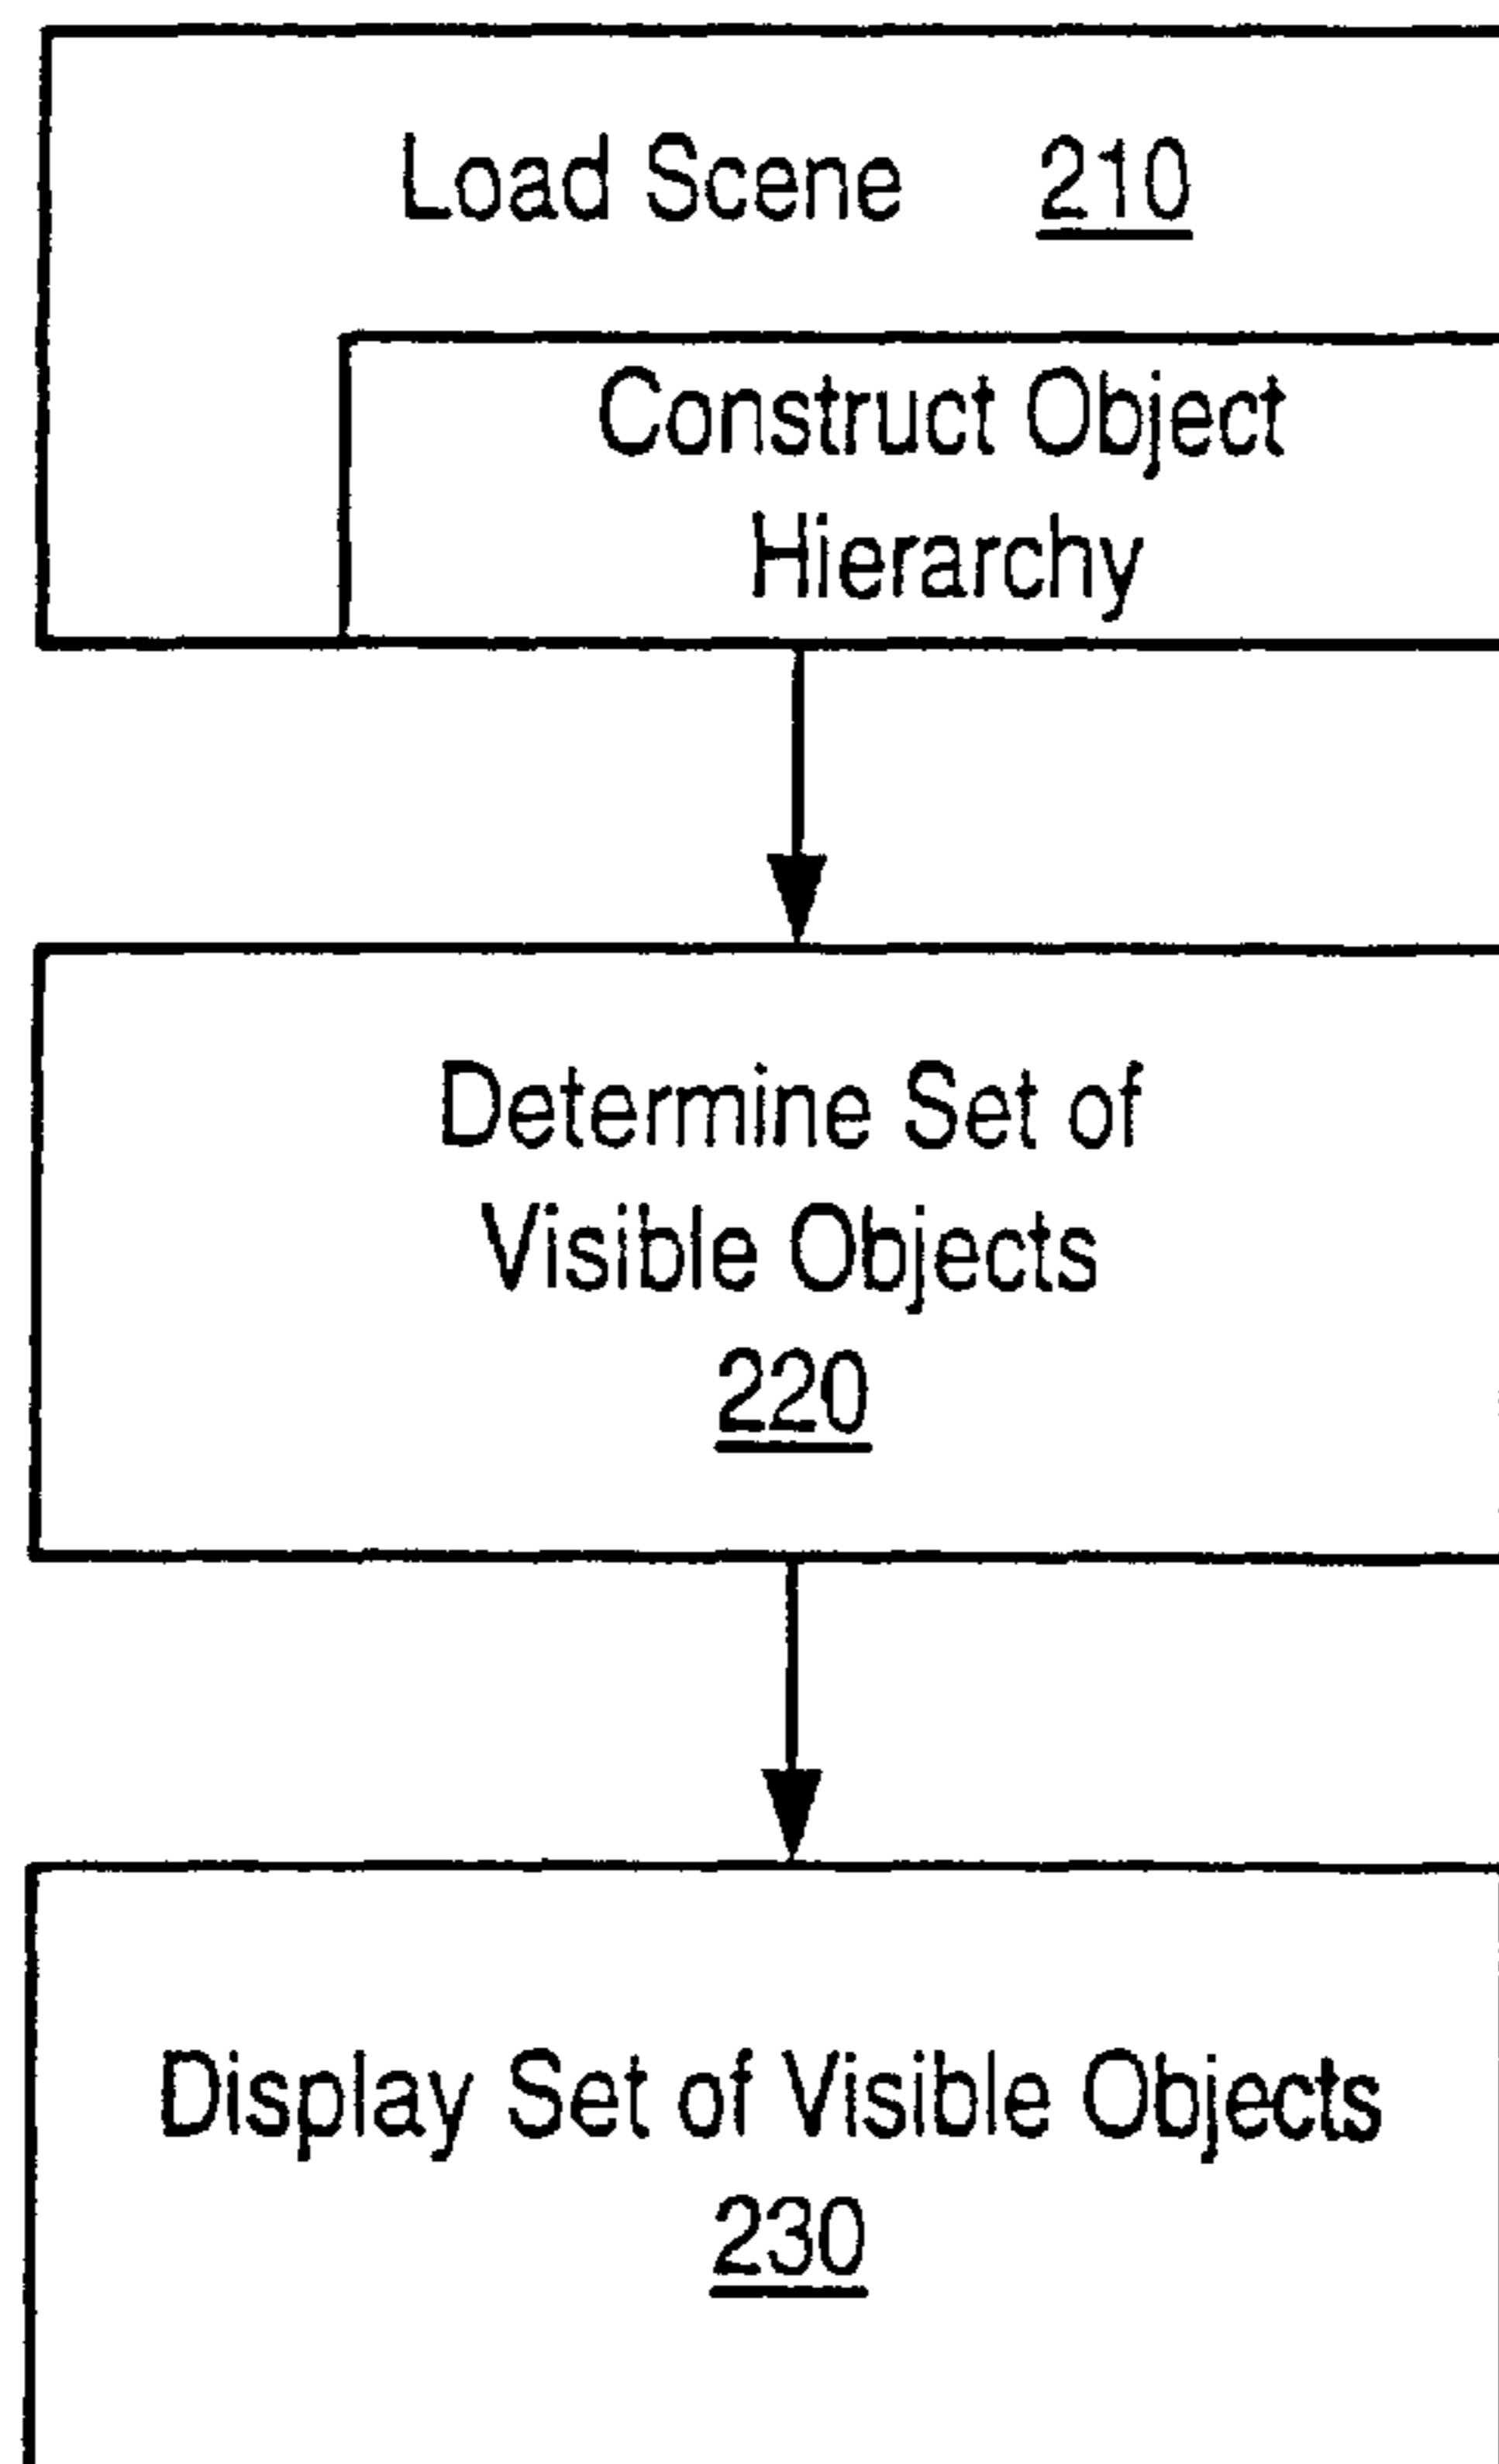 Load Scene 210
Construct Object
Hierarchy
Determine Set of
Visible Objects
220
Display Set of Visible Objects
230